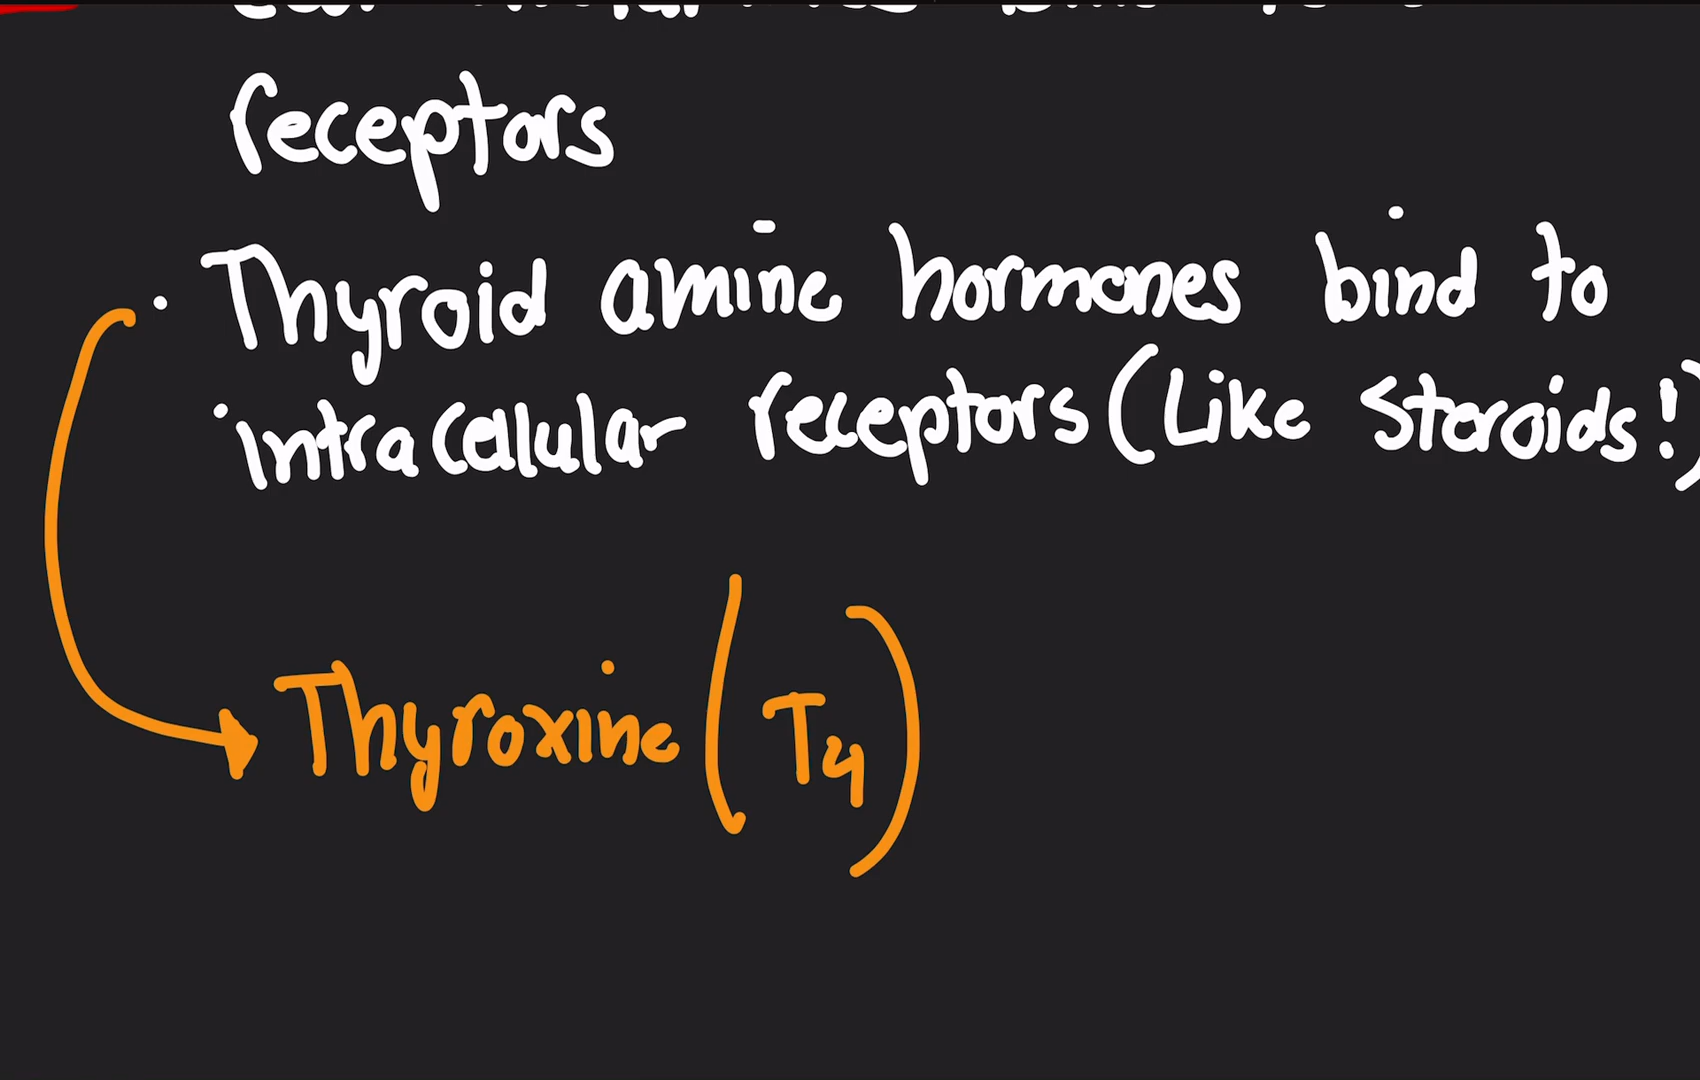 receptors
· Thyroid amine hormones bind to
intracellular receptors (Like Steroids!)
Thyroxine (T4)